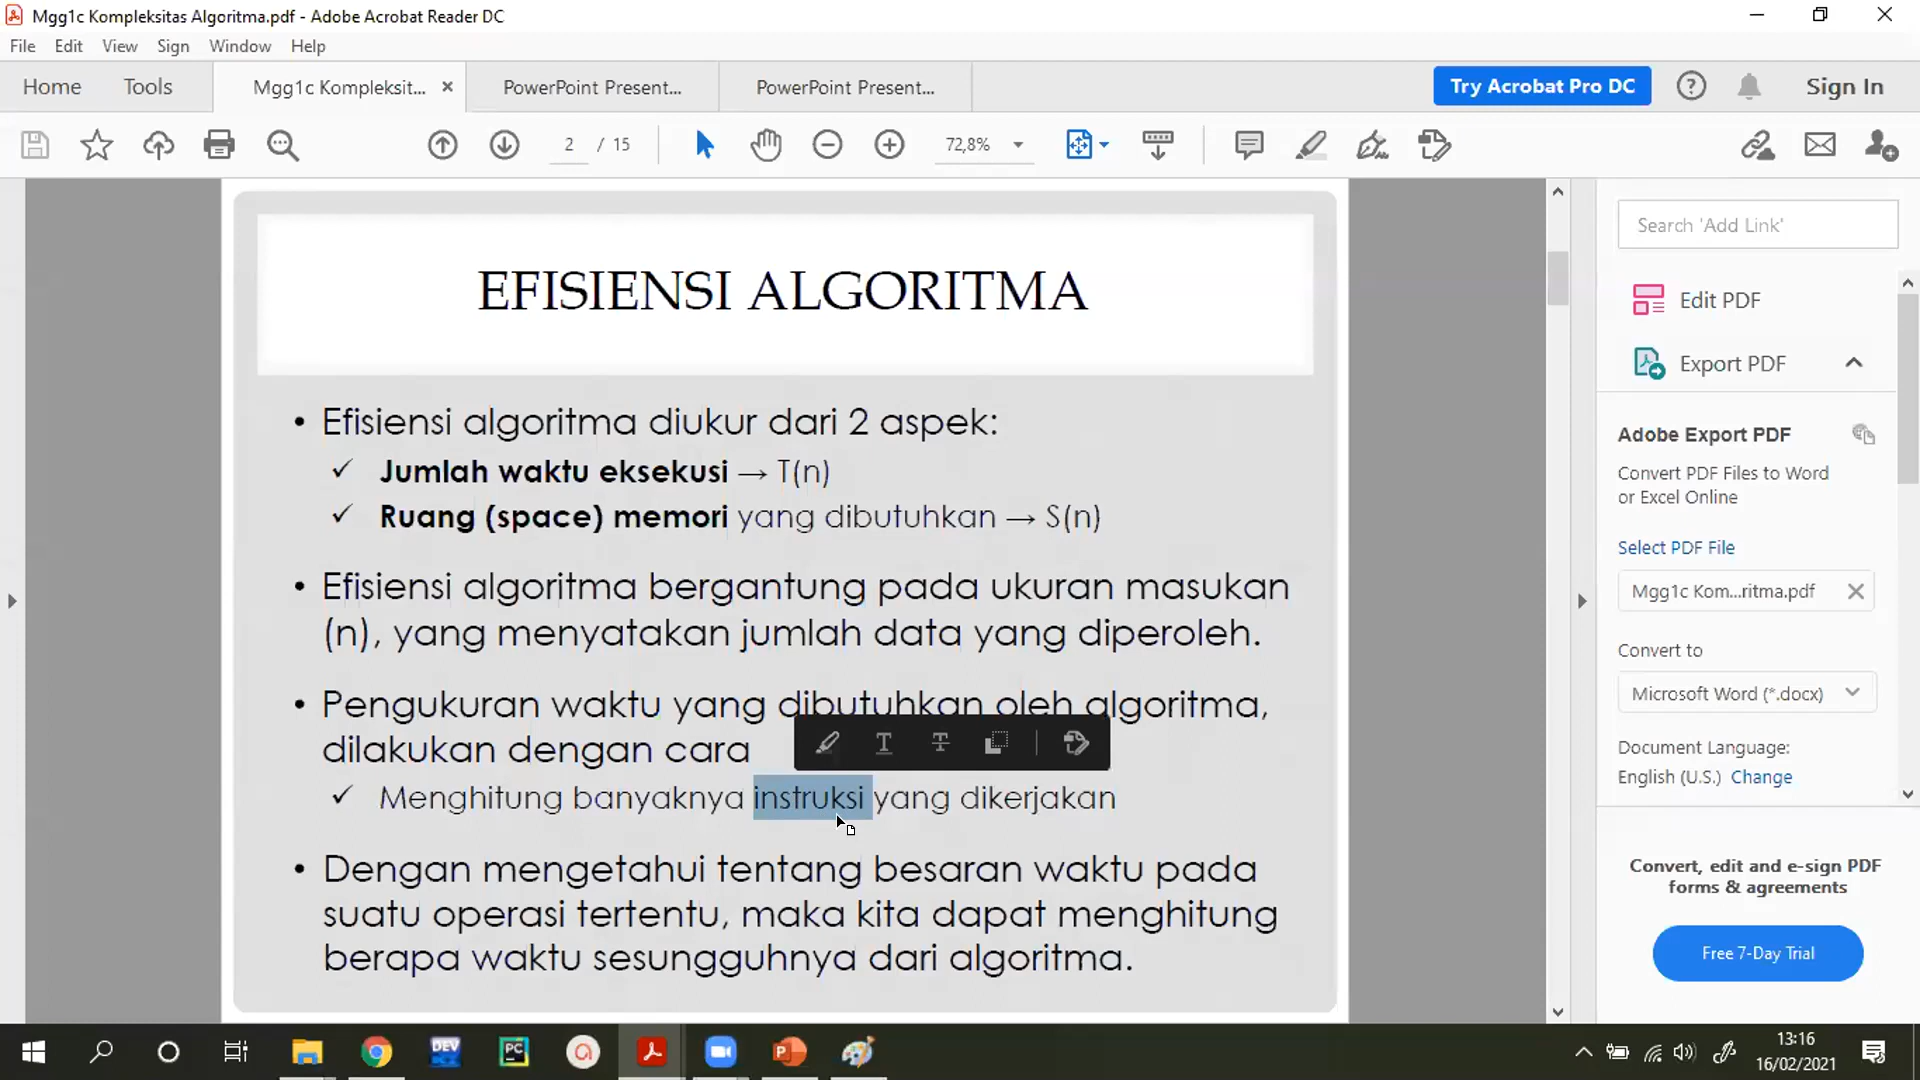 Mgg1c Kompleksitas Algoritma.pdf - Adobe Acrobat Reader DC
File Edit View Sign Window Help
Home Tools Mgg1c Kompleksit... × PowerPoint Present... PowerPoint Present... Try Acrobat Pro DC Sign In
2 / 15 72,8%
EFISIENSI ALGORITMA
• Efisiensi algoritma diukur dari 2 aspek:
✓ Jumlah waktu eksekusi → T(n)
✓ Ruang (space) memori yang dibutuhkan → S(n)
• Efisiensi algoritma bergantung pada ukuran masukan
(n), yang menyatakan jumlah data yang diperoleh.
• Pengukuran waktu yang dibutuhkan oleh algoritma,
dilakukan dengan cara
✓ Menghitung banyaknya instruksi yang dikerjakan
• Dengan mengetahui tentang besaran waktu pada
suatu operasi tertentu, maka kita dapat menghitung
berapa waktu sesungguhnya dari algoritma.
Search 'Add Link'
Edit PDF
Export PDF
Adobe Export PDF
Convert PDF Files to Word
or Excel Online
Select PDF File
Mgg1c Kom...ritma.pdf
Convert to
Microsoft Word (*.docx)
Document Language:
English (U.S.) Change
Convert, edit and e-sign PDF
forms & agreements
Free 7-Day Trial
DEV
PC
13:16
16/02/2021